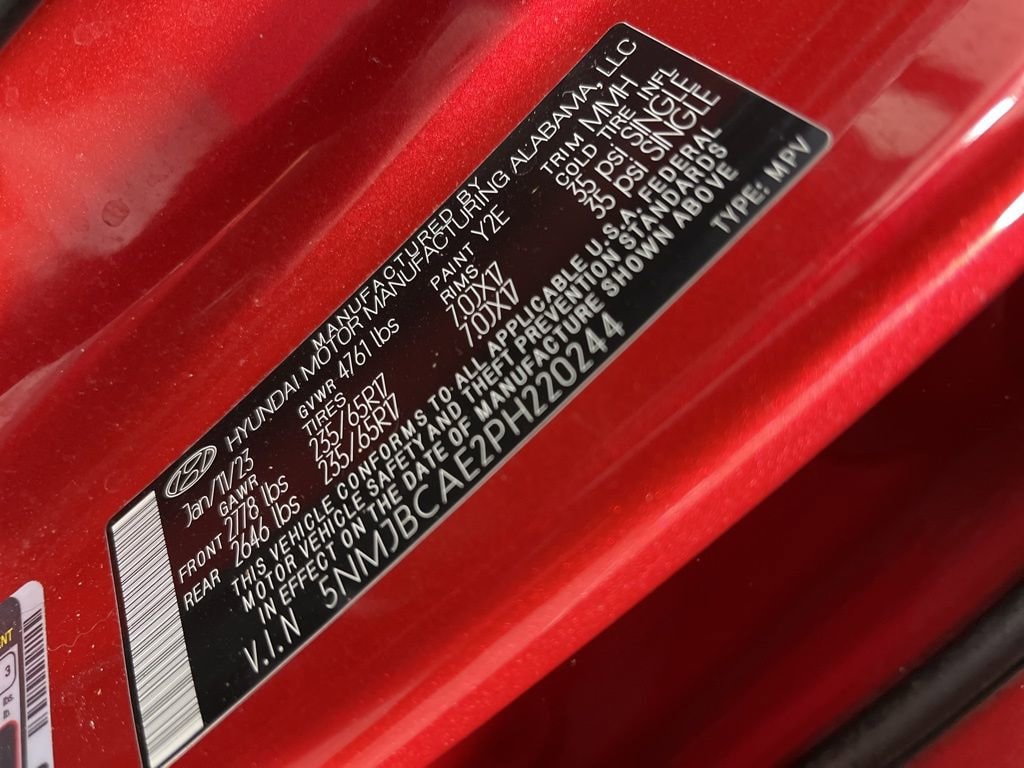 MANUFACTURED BY
HYUNDAI MOTOR MANUFACTURING ALABAMA, LLC
Jan/11/23 GVWR 4761 lbs PAINT Y2E TRIM MMH
GAWR TIRES RIMS COLD TIRE INFL
FRONT 2778 lbs 235/65R17 7.0JX17 35 psi SINGLE
REAR 2646 lbs 235/65R17 7.0JX17 35 psi SINGLE
THIS VEHICLE CONFORMS TO ALL APPLICABLE U.S.A. FEDERAL
MOTOR VEHICLE SAFETY AND THEFT PREVENTION STANDARDS
IN EFFECT ON THE DATE OF MANUFACTURE SHOWN ABOVE
V.I.N 5NMJBCAE2PH220244 TYPE: MPV
NT
3
lbs.